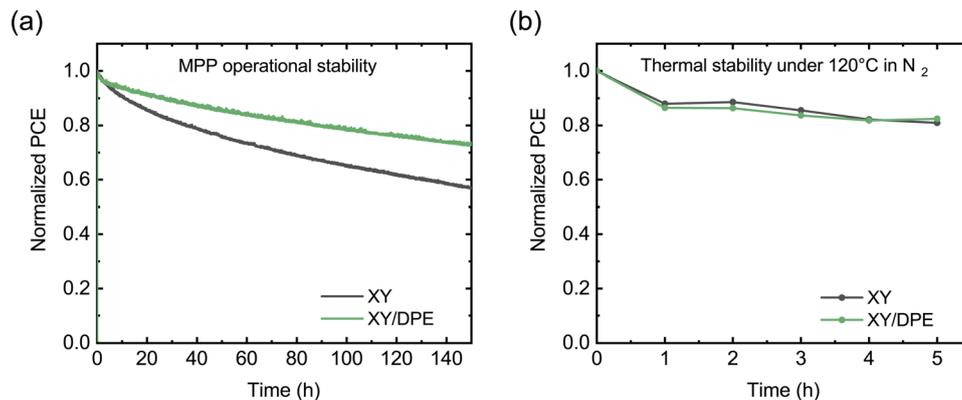 (a)
MPP operational stability
1.0
0.8
0.6
0.4
0.2
0.0
Normalized PCE
XY
XY/DPE
0 20 40 60 80 100 120 140
Time (h)
(b)
Thermal stability under 120°C in N 2
1.0
0.8
0.6
0.4
0.2
0.0
Normalized PCE
XY
XY/DPE
0 1 2 3 4 5
Time (h)